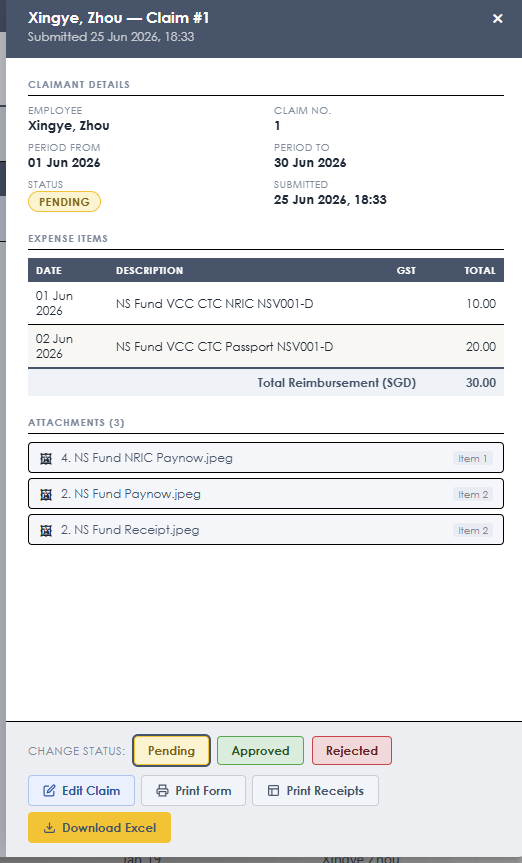 Xingye, Zhou — Claim #1
×
Submitted 25 Jun 2026, 18:33
CLAIMANT DETAILS
EMPLOYEE
Xingye, Zhou
CLAIM NO.
1
PERIOD FROM
01 Jun 2026
PERIOD TO
30 Jun 2026
STATUS
PENDING
SUBMITTED
25 Jun 2026, 18:33
EXPENSE ITEMS
DATE DESCRIPTION GST TOTAL
01 Jun 2026 NS Fund VCC CTC NRIC NSV001-D 10.00
02 Jun 2026 NS Fund VCC CTC Passport NSV001-D 20.00
Total Reimbursement (SGD) 30.00
ATTACHMENTS (3)
4. NS Fund NRIC Paynow.jpeg Item 1
2. NS Fund Paynow.jpeg Item 2
2. NS Fund Receipt.jpeg Item 2
CHANGE STATUS: Pending Approved Rejected
Edit Claim Print Form Print Receipts
Download Excel